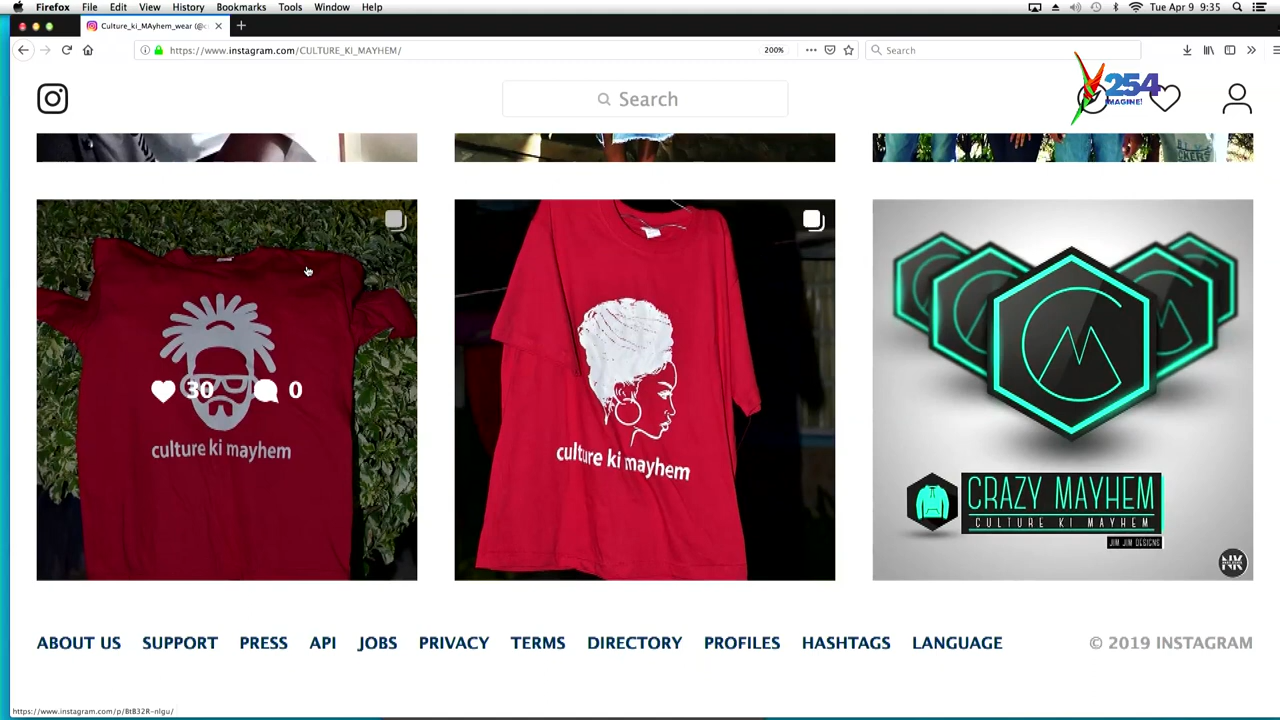 Firefox File Edit View History Bookmarks Tools Window Help Tue Apr 9 9:35
Culture_ki_MAyhem_wear (@c
https://www.instagram.com/CULTURE_KI_MAYHEM/ 200% Search
Search
254
IMAGINE!
30 0
culture ki mayhem
culture ki mayhem
CM
CRAZY MAYHEM
CULTURE KI MAYHEM
JIM JIM DESIGNS
NK
ABOUT US SUPPORT PRESS API JOBS PRIVACY TERMS DIRECTORY PROFILES HASHTAGS LANGUAGE © 2019 INSTAGRAM
https://www.instagram.com/p/BtB32R-nlgu/